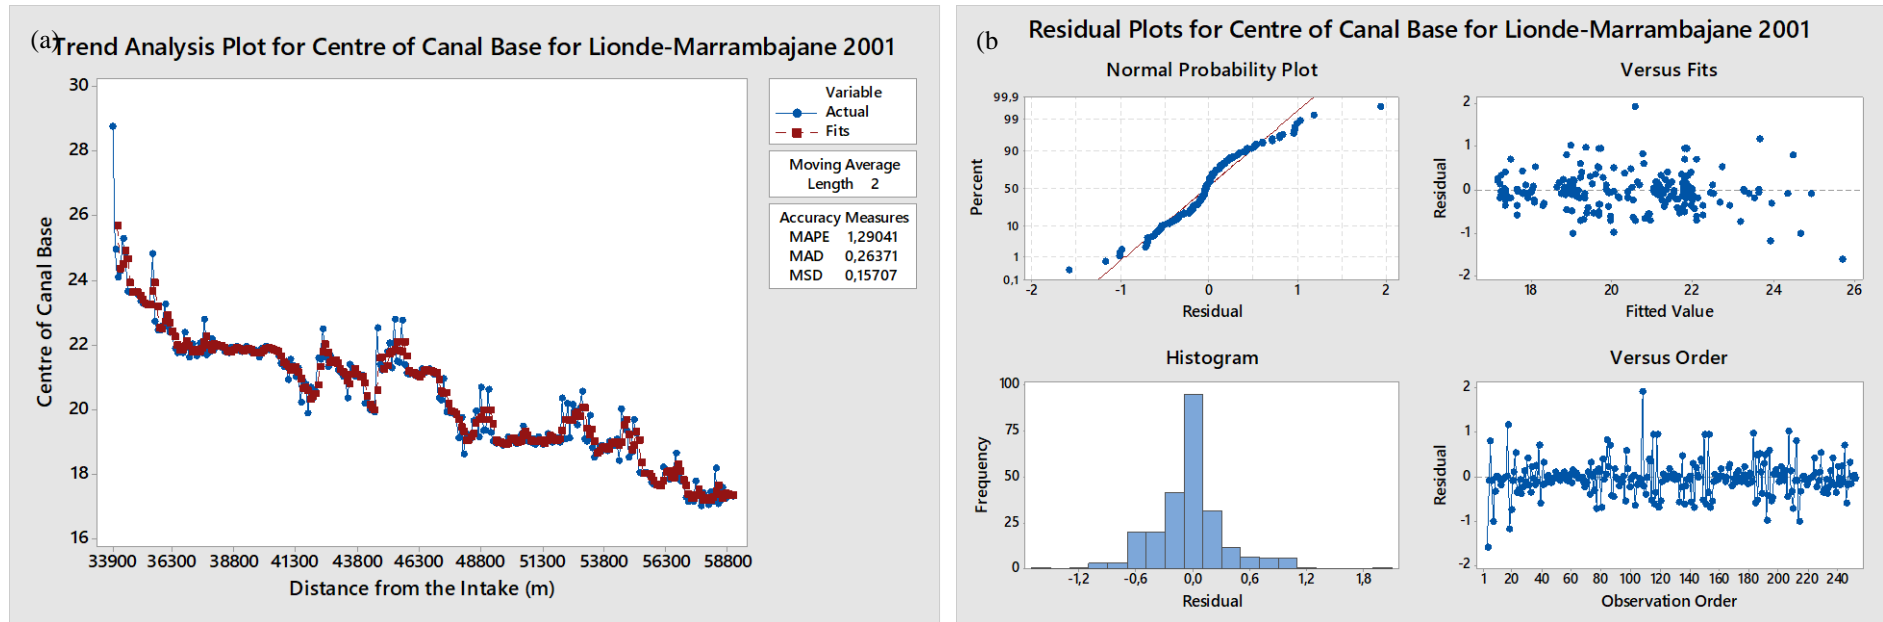 (a)
Trend Analysis Plot for Centre of Canal Base for Lionde-Marrambajane 2001
30
28
26
24
22
20
18
16
Centre of Canal Base
33900 36300 38800 41300 43800 46300 48800 51300 53800 56300 58800
Distance from the Intake (m)
Variable
Actual
Fits
Moving Average
Length 2
Accuracy Measures
MAPE 1,29041
MAD 0,26371
MSD 0,15707
(b
Residual Plots for Centre of Canal Base for Lionde-Marrambajane 2001
Normal Probability Plot
99,9
99
90
50
10
1
0,1
Percent
-2 -1 0 1 2
Residual
Versus Fits
2
1
0
-1
-2
Residual
18 20 22 24 26
Fitted Value
Histogram
100
75
50
25
0
Frequency
-1,2 -0,6 0,0 0,6 1,2 1,8
Residual
Versus Order
2
1
0
-1
-2
Residual
1 20 40 60 80 100 120 140 160 180 200 220 240
Observation Order